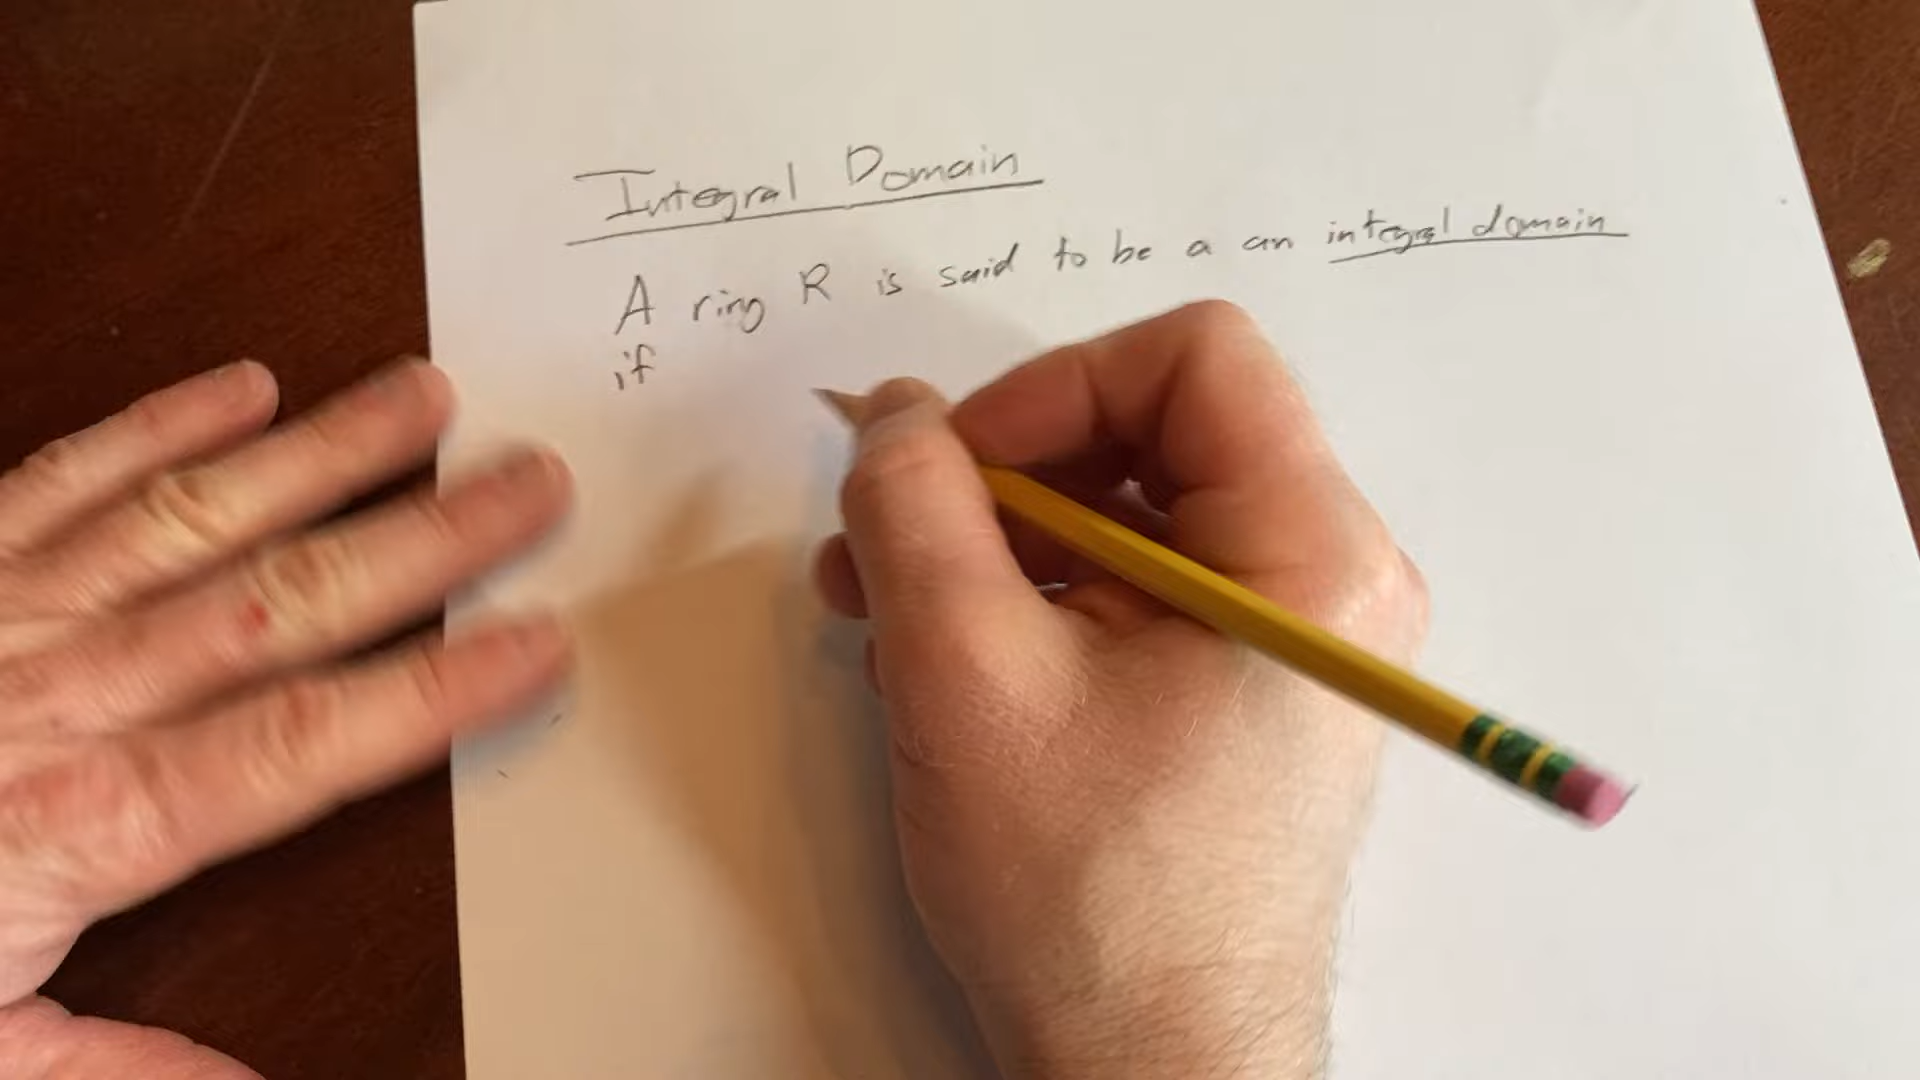 Integral Domain
A ring R is said to be a an integral domain
if